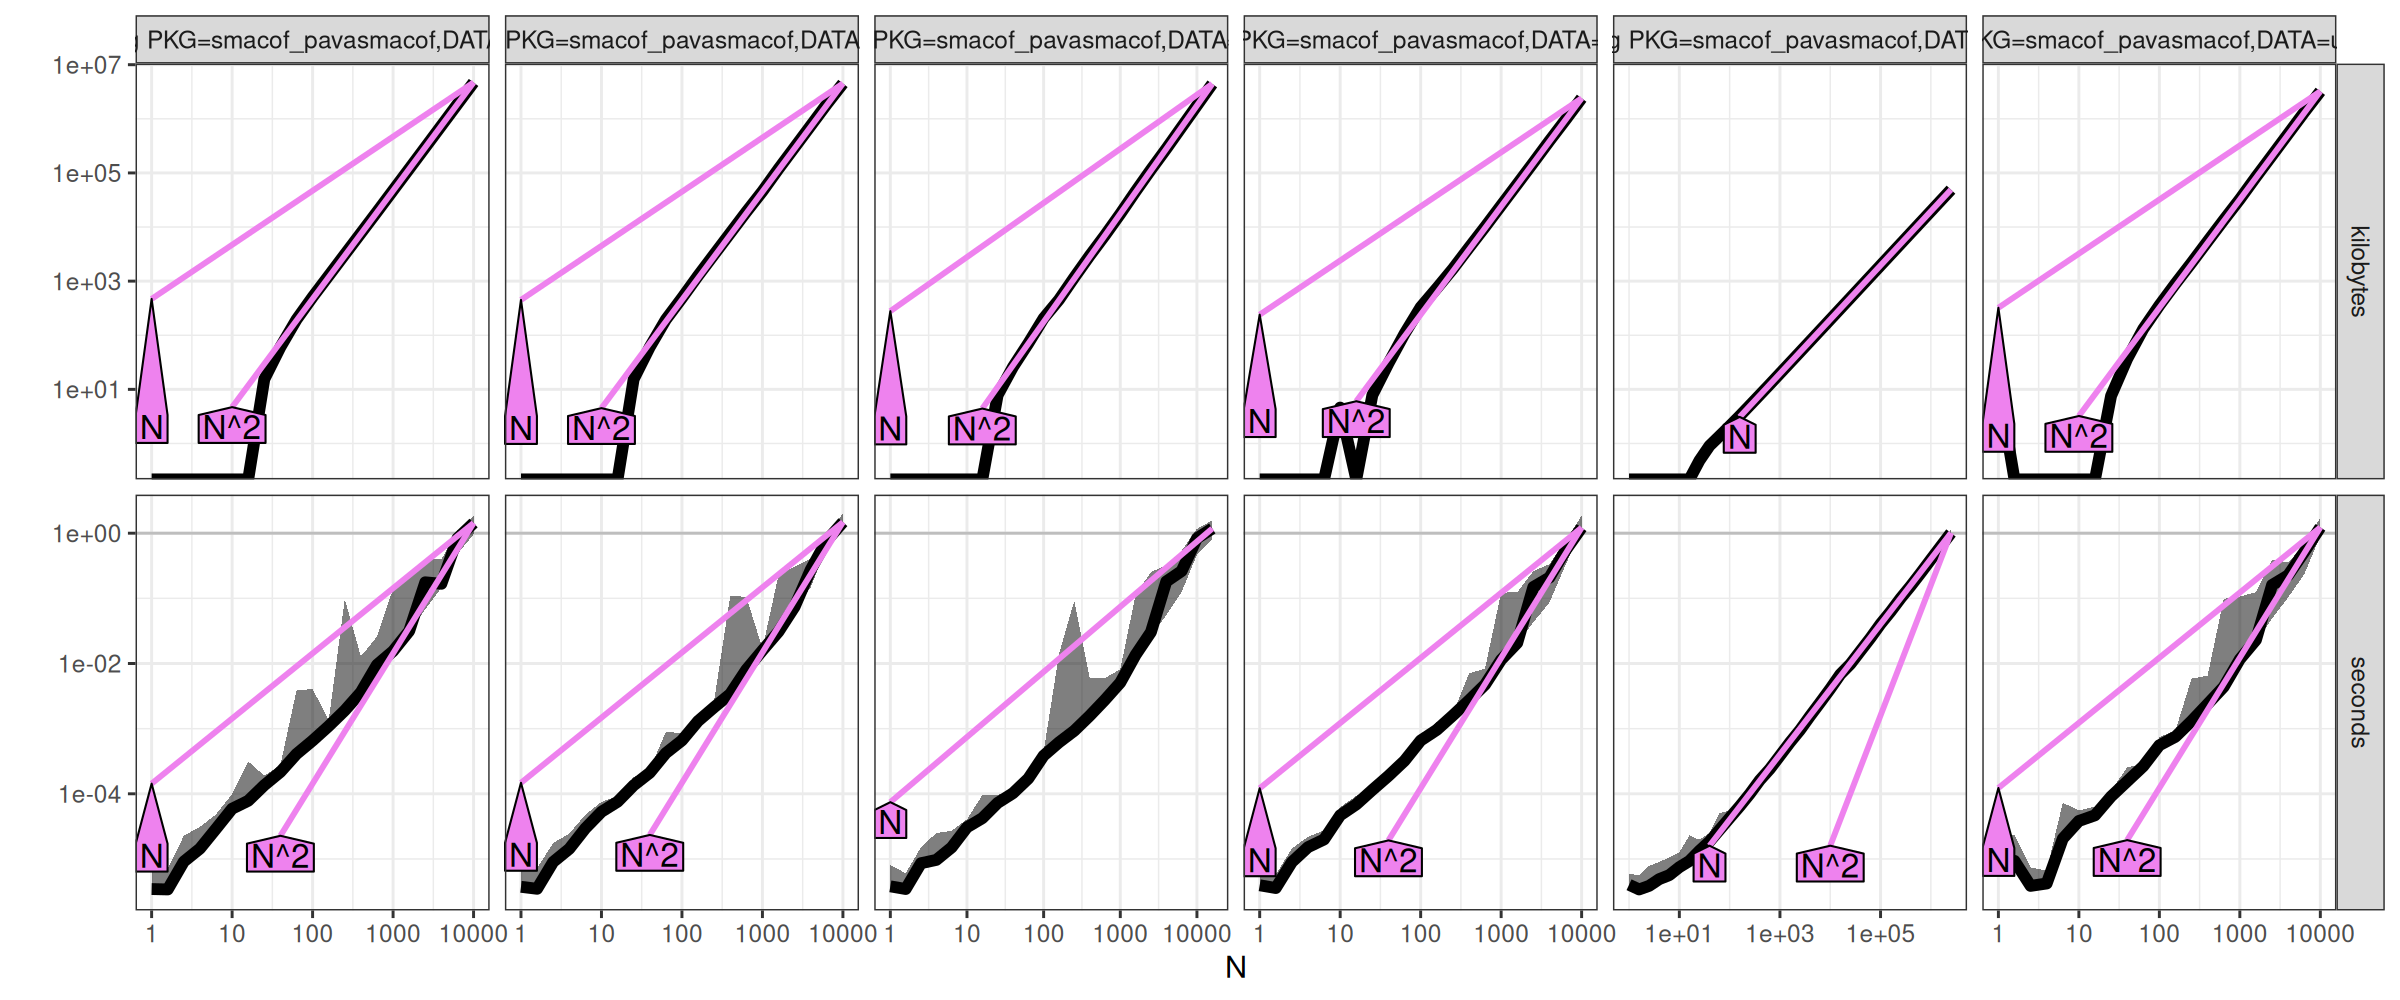 PKG=smacof_pavasmacof,DATA
PKG=smacof_pavasmacof,DATA
PKG=smacof_pavasmacof,DATA
PKG=smacof_pavasmacof,DATA=
g PKG=smacof_pavasmacof,DAT
KG=smacof_pavasmacof,DATA=u
1e+07
1e+05
1e+03
1e+01
N
N^2
N
N^2
N
N^2
N
N^2
N
N
N^2
kilobytes
1e+00
1e-02
1e-04
N
N^2
N
N^2
N
N
N^2
N
N^2
N
N^2
seconds
1 10 100 1000 10000
1 10 100 1000 10000
1 10 100 1000 10000
1 10 100 1000 10000
1e+01 1e+03 1e+05
1 10 100 1000 10000
N